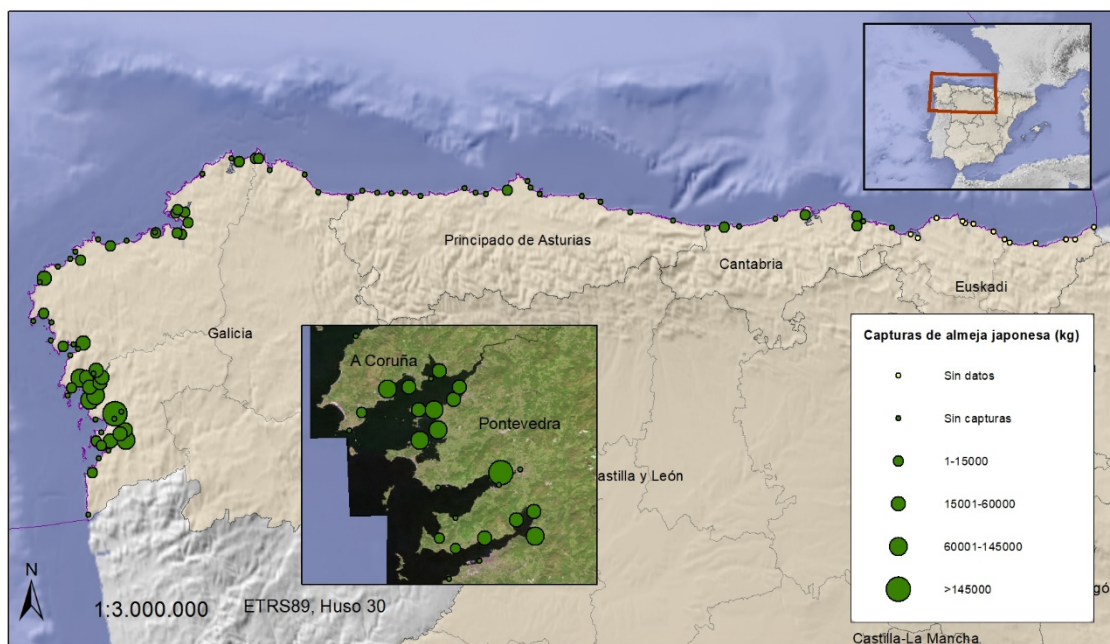 Principado de Asturias
Cantabria
Euskadi
Galicia
A Coruña
Pontevedra
astilla y León
Capturas de almeja japonesa (kg)
Sin datos
Sin capturas
1-15000
15001-60000
60001-145000
>145000
N
1:3.000.000
ETRS89, Huso 30
Castilla-La Mancha